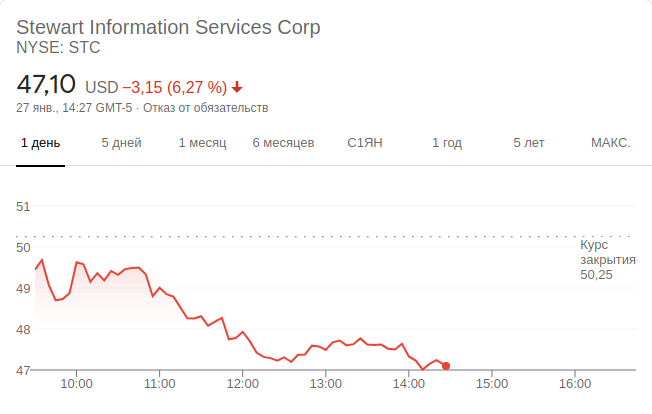 Stewart Information Services Corp
NYSE: STC
47,10 USD −3,15 (6,27 %)
27 янв., 14:27 GMT-5 · Отказ от обязательств
1 день 5 дней 1 месяц 6 месяцев С1ЯН 1 год 5 лет МАКС.
51
50
49
48
47
Курс
закрытия
50,25
10:00 11:00 12:00 13:00 14:00 15:00 16:00